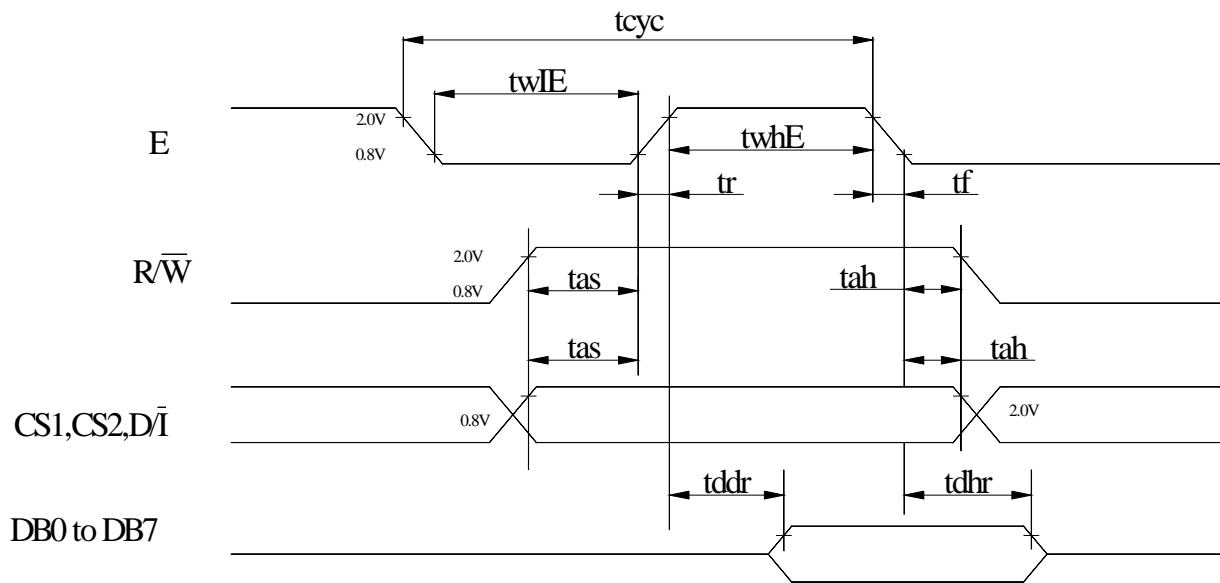 tcyc
twlE
E
2.0V
0.8V
twhE
tr
tf
R/W̅
2.0V
0.8V
tas
tah
tas
tah
CS1,CS2,D/Ī
0.8V
2.0V
tddr
tdhr
DB0 to DB7